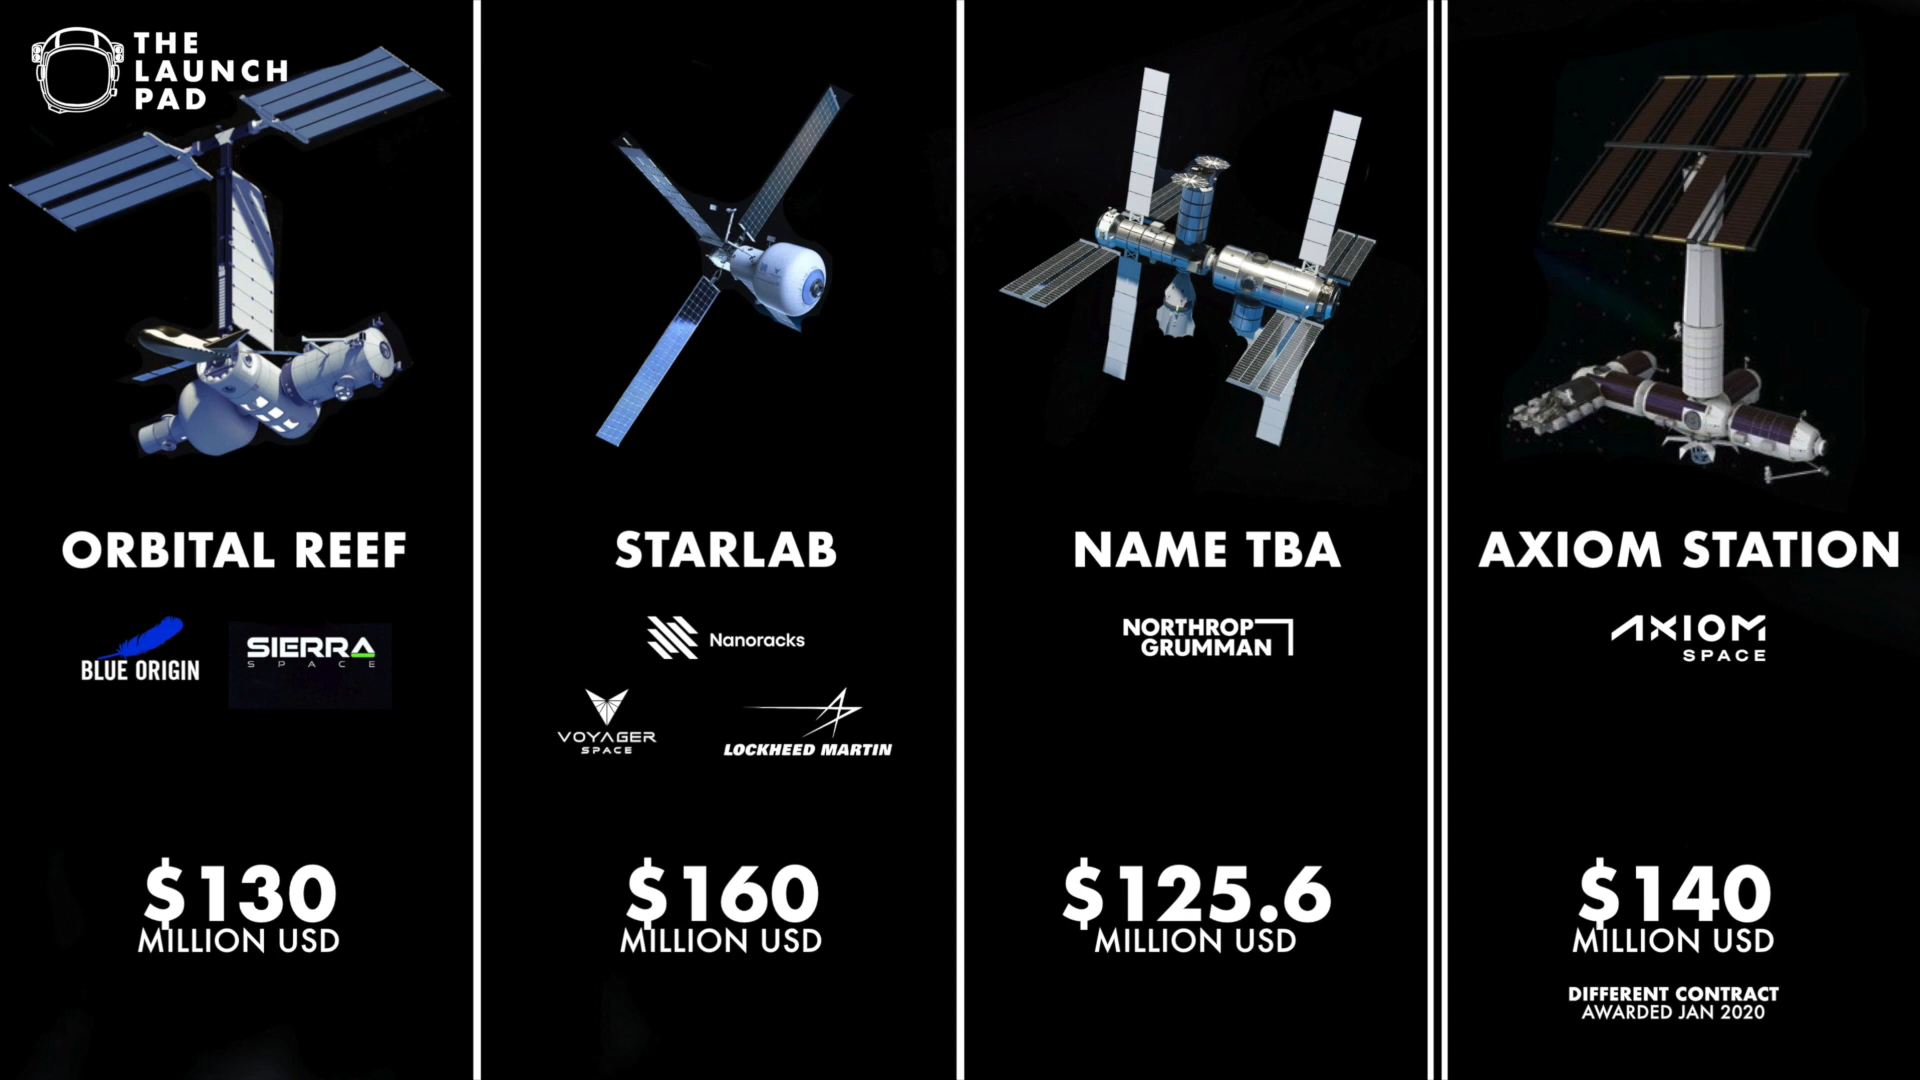 THE
LAUNCH
PAD
ORBITAL REEF
BLUE ORIGIN
SIERRA
SPACE
$130
MILLION USD
STARLAB
Nanoracks
VOYAGER
SPACE
LOCKHEED MARTIN
$160
MILLION USD
NAME TBA
NORTHROP
GRUMMAN
$125.6
MILLION USD
AXIOM STATION
AXIOM
SPACE
$140
MILLION USD
DIFFERENT CONTRACT
AWARDED JAN 2020